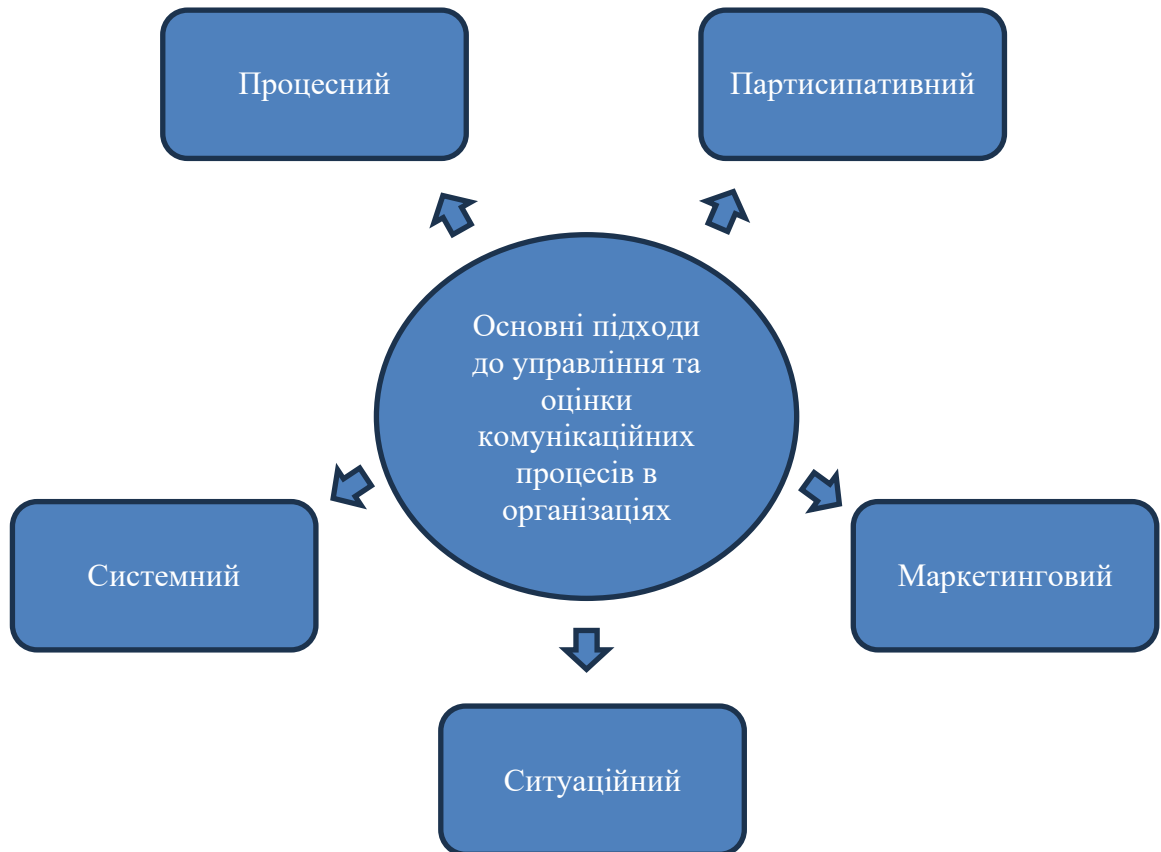 Процесний
Партисипативний
Основні підходи
до управління та
оцінки
комунікаційних
процесів в
організаціях
Системний
Маркетинговий
Ситуаційний